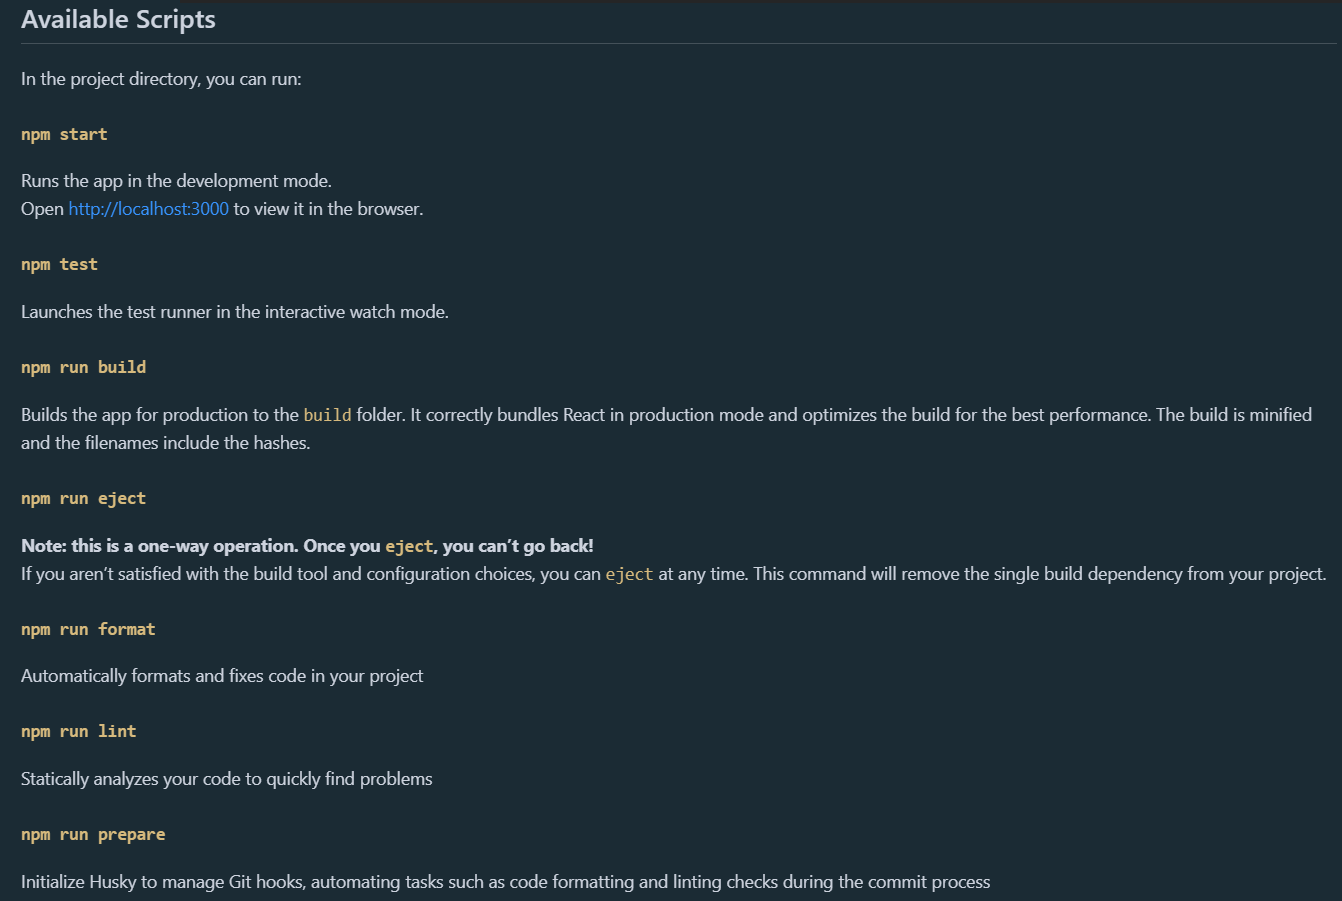 Available Scripts
In the project directory, you can run:
npm start
Runs the app in the development mode.
Open http://localhost:3000 to view it in the browser.
npm test
Launches the test runner in the interactive watch mode.
npm run build
Builds the app for production to the build folder. It correctly bundles React in production mode and optimizes the build for the best performance. The build is minified
and the filenames include the hashes.
npm run eject
Note: this is a one-way operation. Once you eject, you can’t go back!
If you aren’t satisfied with the build tool and configuration choices, you can eject at any time. This command will remove the single build dependency from your project.
npm run format
Automatically formats and fixes code in your project
npm run lint
Statically analyzes your code to quickly find problems
npm run prepare
Initialize Husky to manage Git hooks, automating tasks such as code formatting and linting checks during the commit process